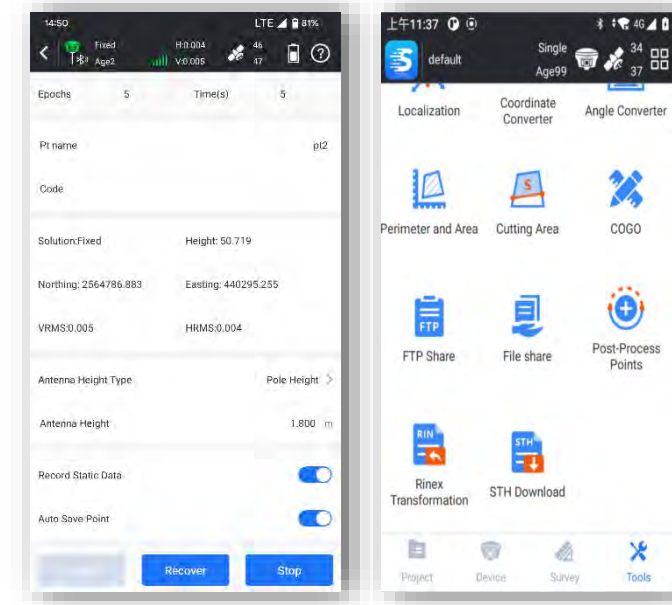 14:50
LTE 81%
Fixed
H:0.004
46
Age2
V:0.005
47
Epochs 5 Time(s) 5
Pt name pt2
Code
Solution:Fixed Height: 50.719
Northing: 2564786.883 Easting: 440295.255
VRMS:0.005 HRMS:0.004
Antenna Height Type Pole Height
Antenna Height 1.800 m
Record Static Data
Auto Save Point
Recover Stop
上午11:37
4G
default
Single
34
Age99
37
Localization
Coordinate
Converter
Angle Converter
Perimeter and Area
S
Cutting Area
COGO
FTP
FTP Share
File share
Post-Process
Points
RIN
Rinex
Transformation
STH
STH Download
Project Device Survey Tools